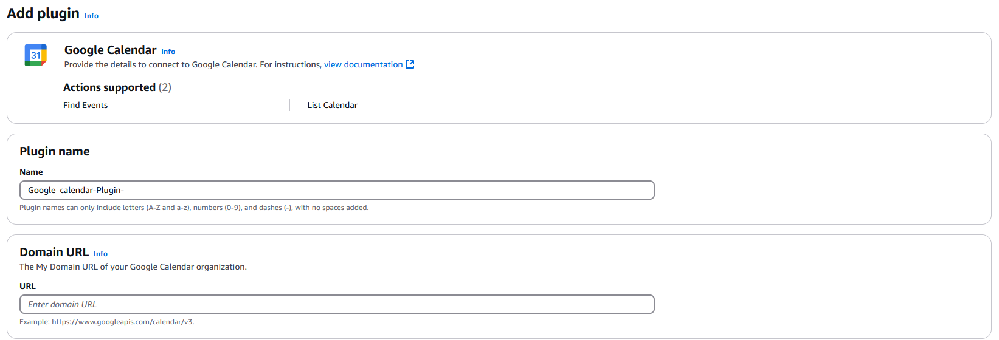 Add plugin Info
31
Google Calendar Info
Provide the details to connect to Google Calendar. For instructions, view documentation
Actions supported (2)
Find Events
List Calendar
Plugin name
Name
Google_calendar-Plugin-
Plugin names can only include letters (A-Z and a-z), numbers (0-9), and dashes (-), with no spaces added.
Domain URL Info
The My Domain URL of your Google Calendar organization.
URL
Enter domain URL
Example: https://www.googleapis.com/calendar/v3.